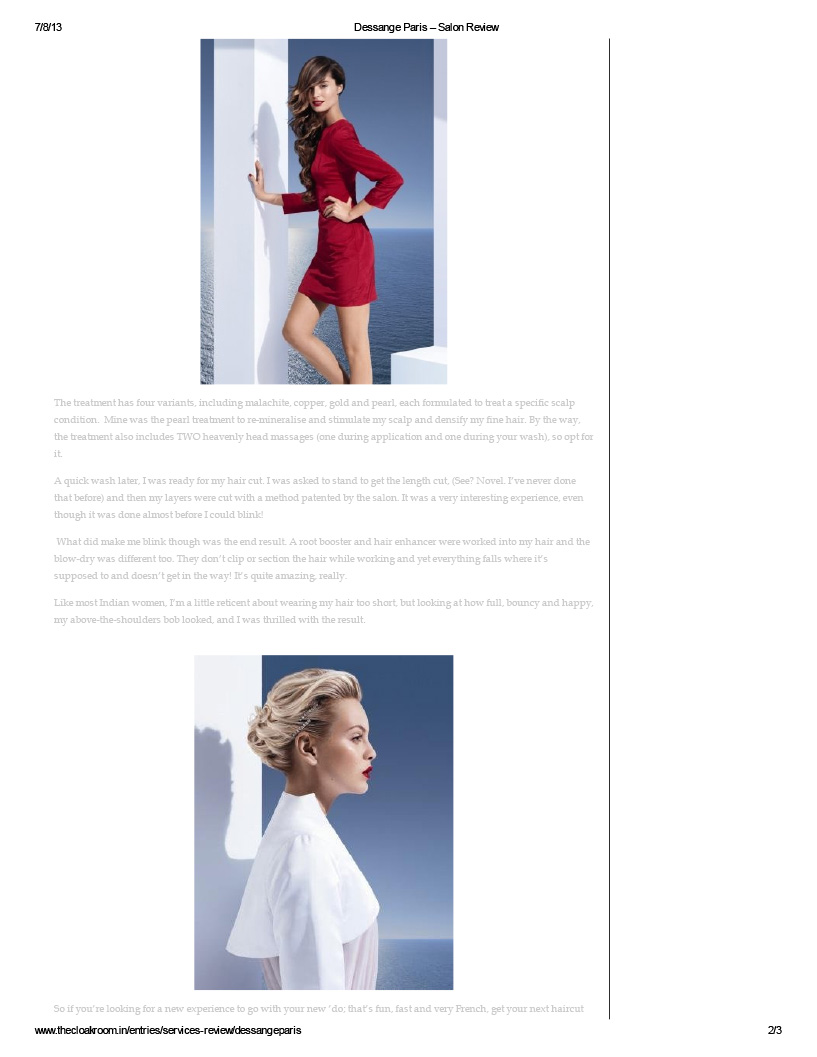 7/8/13 Dessange Paris – Salon Review
The treatment has four variants, including malachite, copper, gold and pearl, each formulated to treat a specific scalp
condition.  Mine was the pearl treatment to re-mineralise and stimulate my scalp and densify my fine hair. By the way,
the treatment also includes TWO heavenly head massages (one during application and one during your wash), so opt for
it.
A quick wash later, I was ready for my hair cut. I was asked to stand to get the length cut, (See? Novel. I've never done
that before) and then my layers were cut with a method patented by the salon. It was a very interesting experience, even
though it was done almost before I could blink!
What did make me blink though was the end result. A root booster and hair enhancer were worked into my hair and the
blow-dry was different too. They don't clip or section the hair while working and yet everything falls where it's
supposed to and doesn't get in the way! It's quite amazing, really.
Like most Indian women, I'm a little reticent about wearing my hair too short, but looking at how full, bouncy and happy,
my above-the-shoulders bob looked, and I was thrilled with the result.
So if you're looking for a new experience to go with your new 'do; that's fun, fast and very French, get your next haircut
www.thecloakroom.in/entries/services-review/dessangeparis 2/3